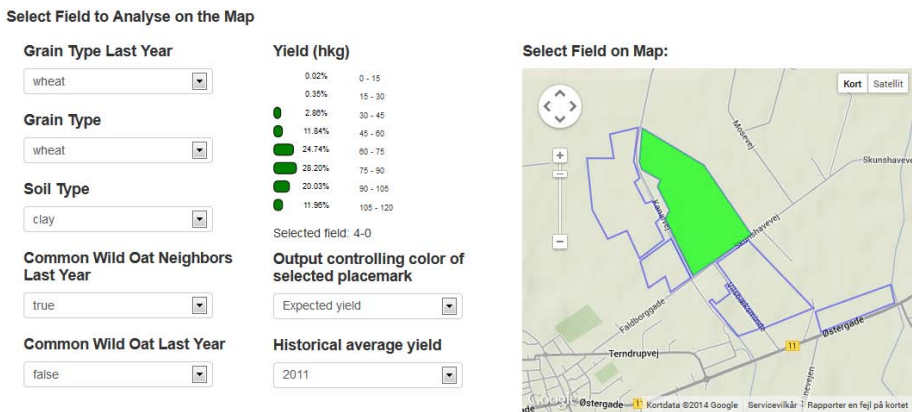 Select Field to Analyse on the Map
Grain Type Last Year
wheat
Grain Type
wheat
Soil Type
clay
Common Wild Oat Neighbors
Last Year
true
Common Wild Oat Last Year
false
Yield (hkg)
0.02% 0 - 15
0.35% 15 - 30
2.86% 30 - 45
11.84% 45 - 60
24.74% 60 - 75
28.20% 75 - 90
20.03% 90 - 105
11.96% 105 - 120
Selected field: 4-0
Output controlling color of
selected placemark
Expected yield
Historical average yield
2011
Select Field on Map:
Kort Satellit
Mosevej
Skunshavevej
Kanalvej
Skunshavevej
Faldborggade
Østergade
11
Terndrupvej
Google
Østergade
11
Kortdata ©2014 Google Servicevilkår Rapporter en fejl på kortet